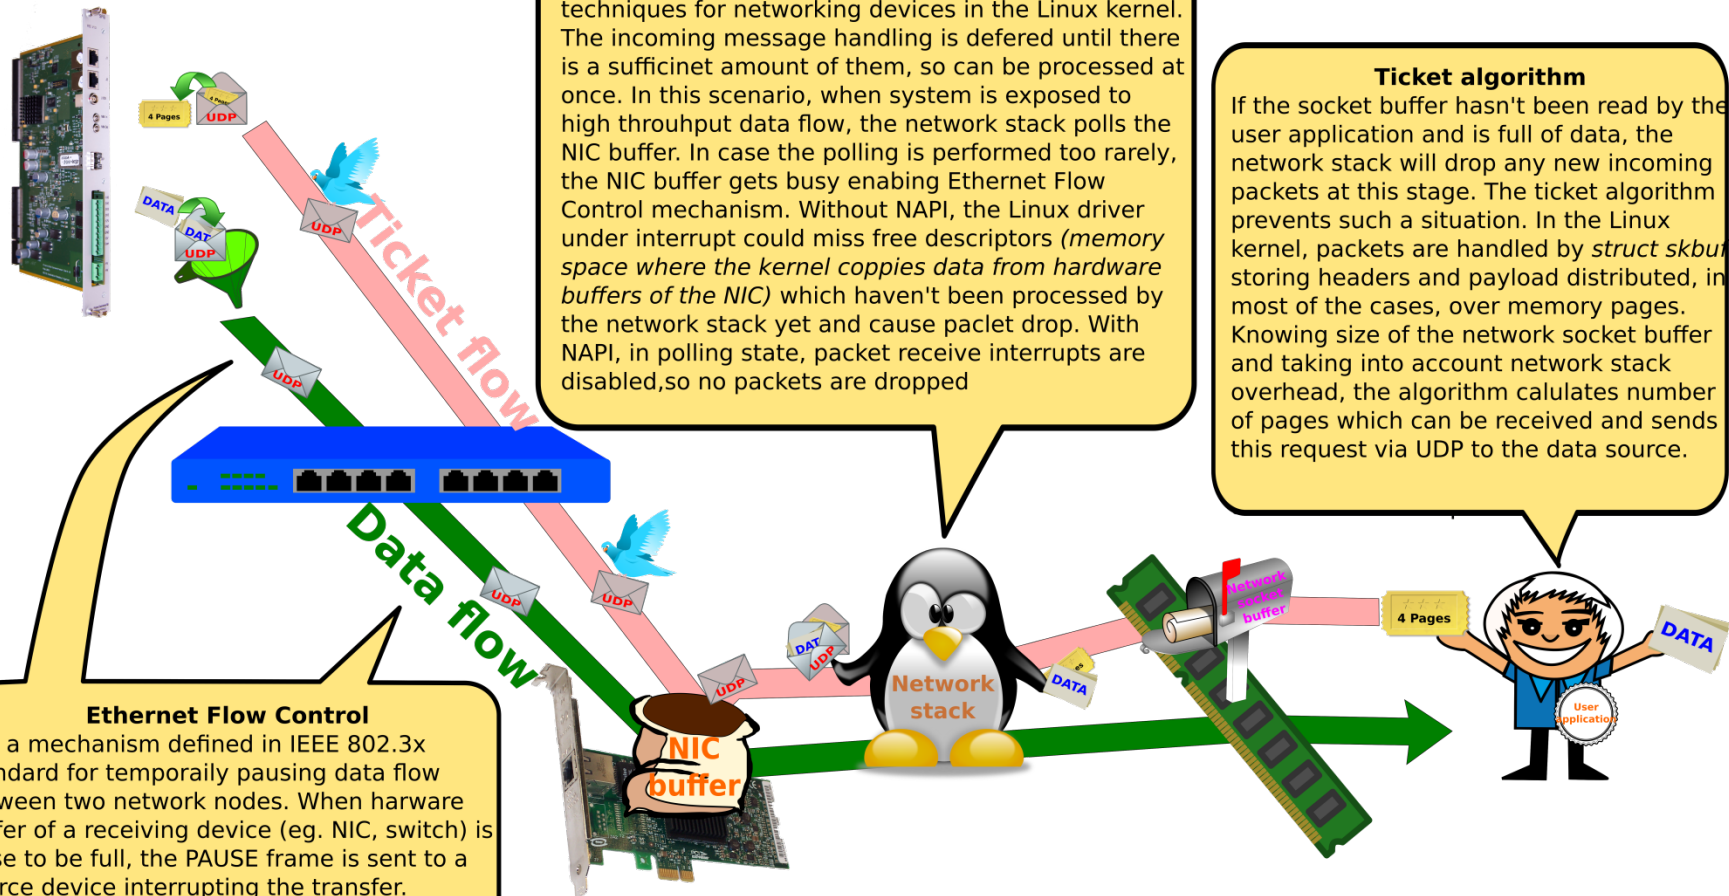 techniques for networking devices in the Linux kernel.
The incoming message handling is defered until there
is a sufficinet amount of them, so can be processed at
once. In this scenario, when system is exposed to
high throuhput data flow, the network stack polls the
NIC buffer. In case the polling is performed too rarely,
the NIC buffer gets busy enabing Ethernet Flow
Control mechanism. Without NAPI, the Linux driver
under interrupt could miss free descriptors (memory
space where the kernel coppies data from hardware
buffers of the NIC) which haven't been processed by
the network stack yet and cause paclet drop. With
NAPI, in polling state, packet receive interrupts are
disabled,so no packets are dropped
Ticket algorithm
If the socket buffer hasn't been read by the
user application and is full of data, the
network stack will drop any new incoming
packets at this stage. The ticket algorithm
prevents such a situation. In the Linux
kernel, packets are handled by struct skbuf
storing headers and payload distributed, in
most of the cases, over memory pages.
Knowing size of the network socket buffer
and taking into account network stack
overhead, the algorithm calulates number
of pages which can be received and sends
this request via UDP to the data source.
4 Pages
UDP
DATA
DAT
UDP
UDP
Ticket flow
UDP
Data flow
UDP
UDP
UDP
DAT
UDP
Network
stack
es
DATA
Network
socket
buffer
4 Pages
DATA
User
application
NIC
buffer
Ethernet Flow Control
a mechanism defined in IEEE 802.3x
ndard for temporaily pausing data flow
ween two network nodes. When harware
fer of a receiving device (eg. NIC, switch) is
se to be full, the PAUSE frame is sent to a
rce device interrupting the transfer.